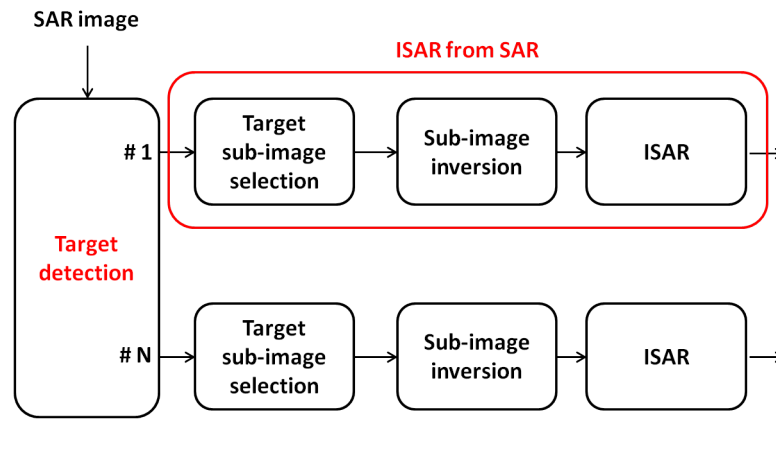 SAR image
ISAR from SAR
# 1
Target
sub-image
selection
Sub-image
inversion
ISAR
Target
detection
# N
Target
sub-image
selection
Sub-image
inversion
ISAR